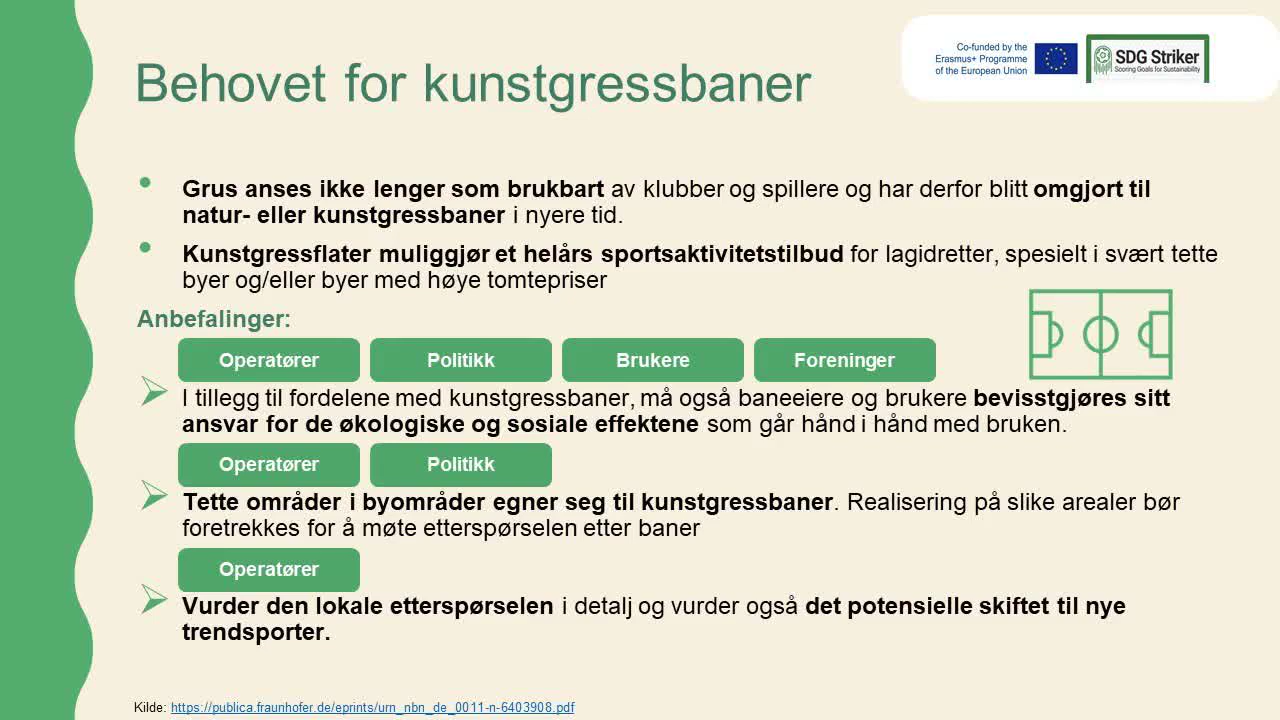 Behovet for kunstgressbaner
Co-funded by the
Erasmus+ Programme
of the European Union
SDG Striker
Scoring Goals for Sustainability
Grus anses ikke lenger som brukbart av klubber og spillere og har derfor blitt omgjort til
natur- eller kunstgressbaner i nyere tid.
Kunstgressflater muliggjør et helårs sportsaktivitetstilbud for lagidretter, spesielt i svært tette
byer og/eller byer med høye tomtepriser
Anbefalinger:
Operatører Politikk Brukere Foreninger
I tillegg til fordelene med kunstgressbaner, må også baneeiere og brukere bevisstgjøres sitt
ansvar for de økologiske og sosiale effektene som går hånd i hånd med bruken.
Operatører Politikk
Tette områder i byområder egner seg til kunstgressbaner. Realisering på slike arealer bør
foretrekkes for å møte etterspørselen etter baner
Operatører
Vurder den lokale etterspørselen i detalj og vurder også det potensielle skiftet til nye
trendsporter.
Kilde: https://publica.fraunhofer.de/eprints/urn_nbn_de_0011-n-6403908.pdf